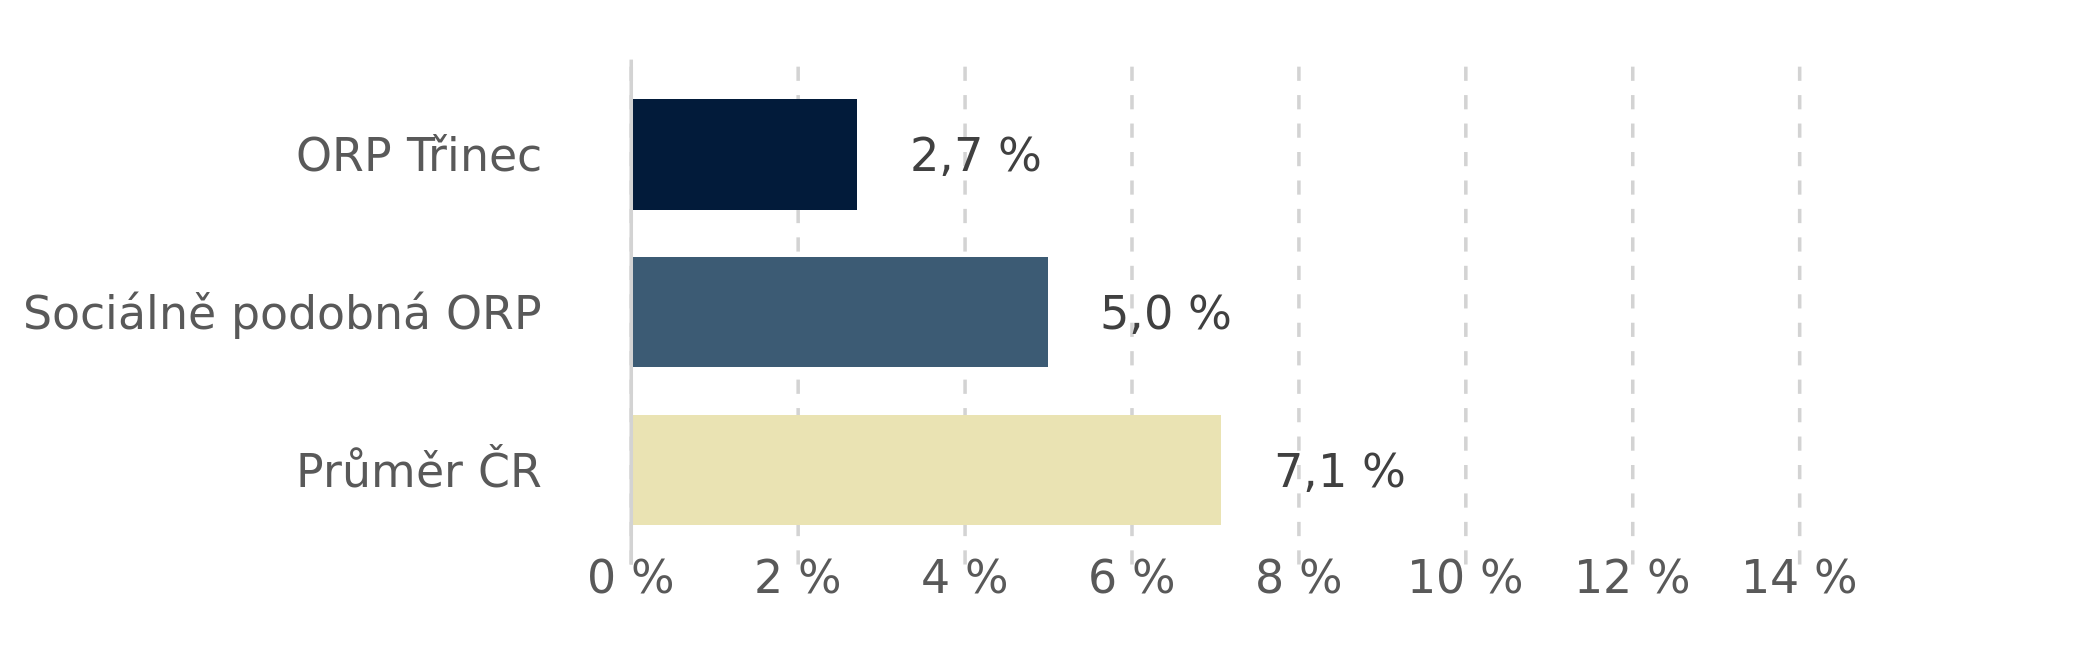 ORP Třinec 2,7 %
Sociálně podobná ORP 5,0 %
Průměr ČR 7,1 %
0 % 2 % 4 % 6 % 8 % 10 % 12 % 14 %